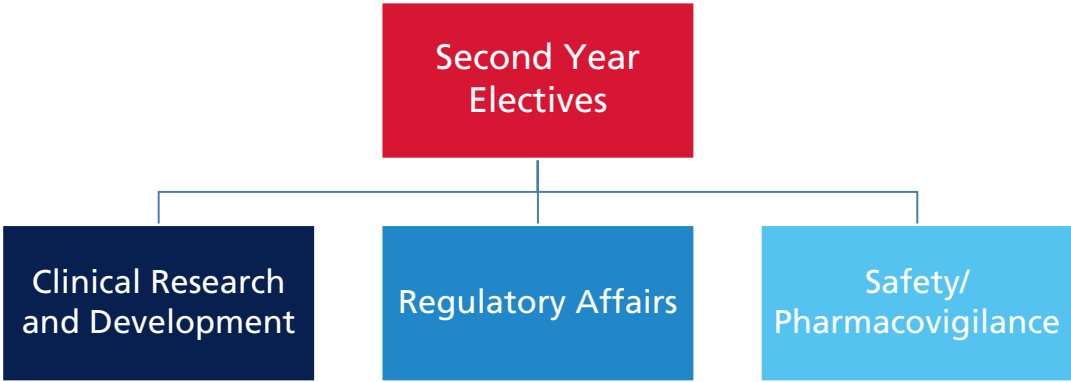 Second Year
Electives
Clinical Research
and Development
Regulatory Affairs
Safety/
Pharmacovigilance